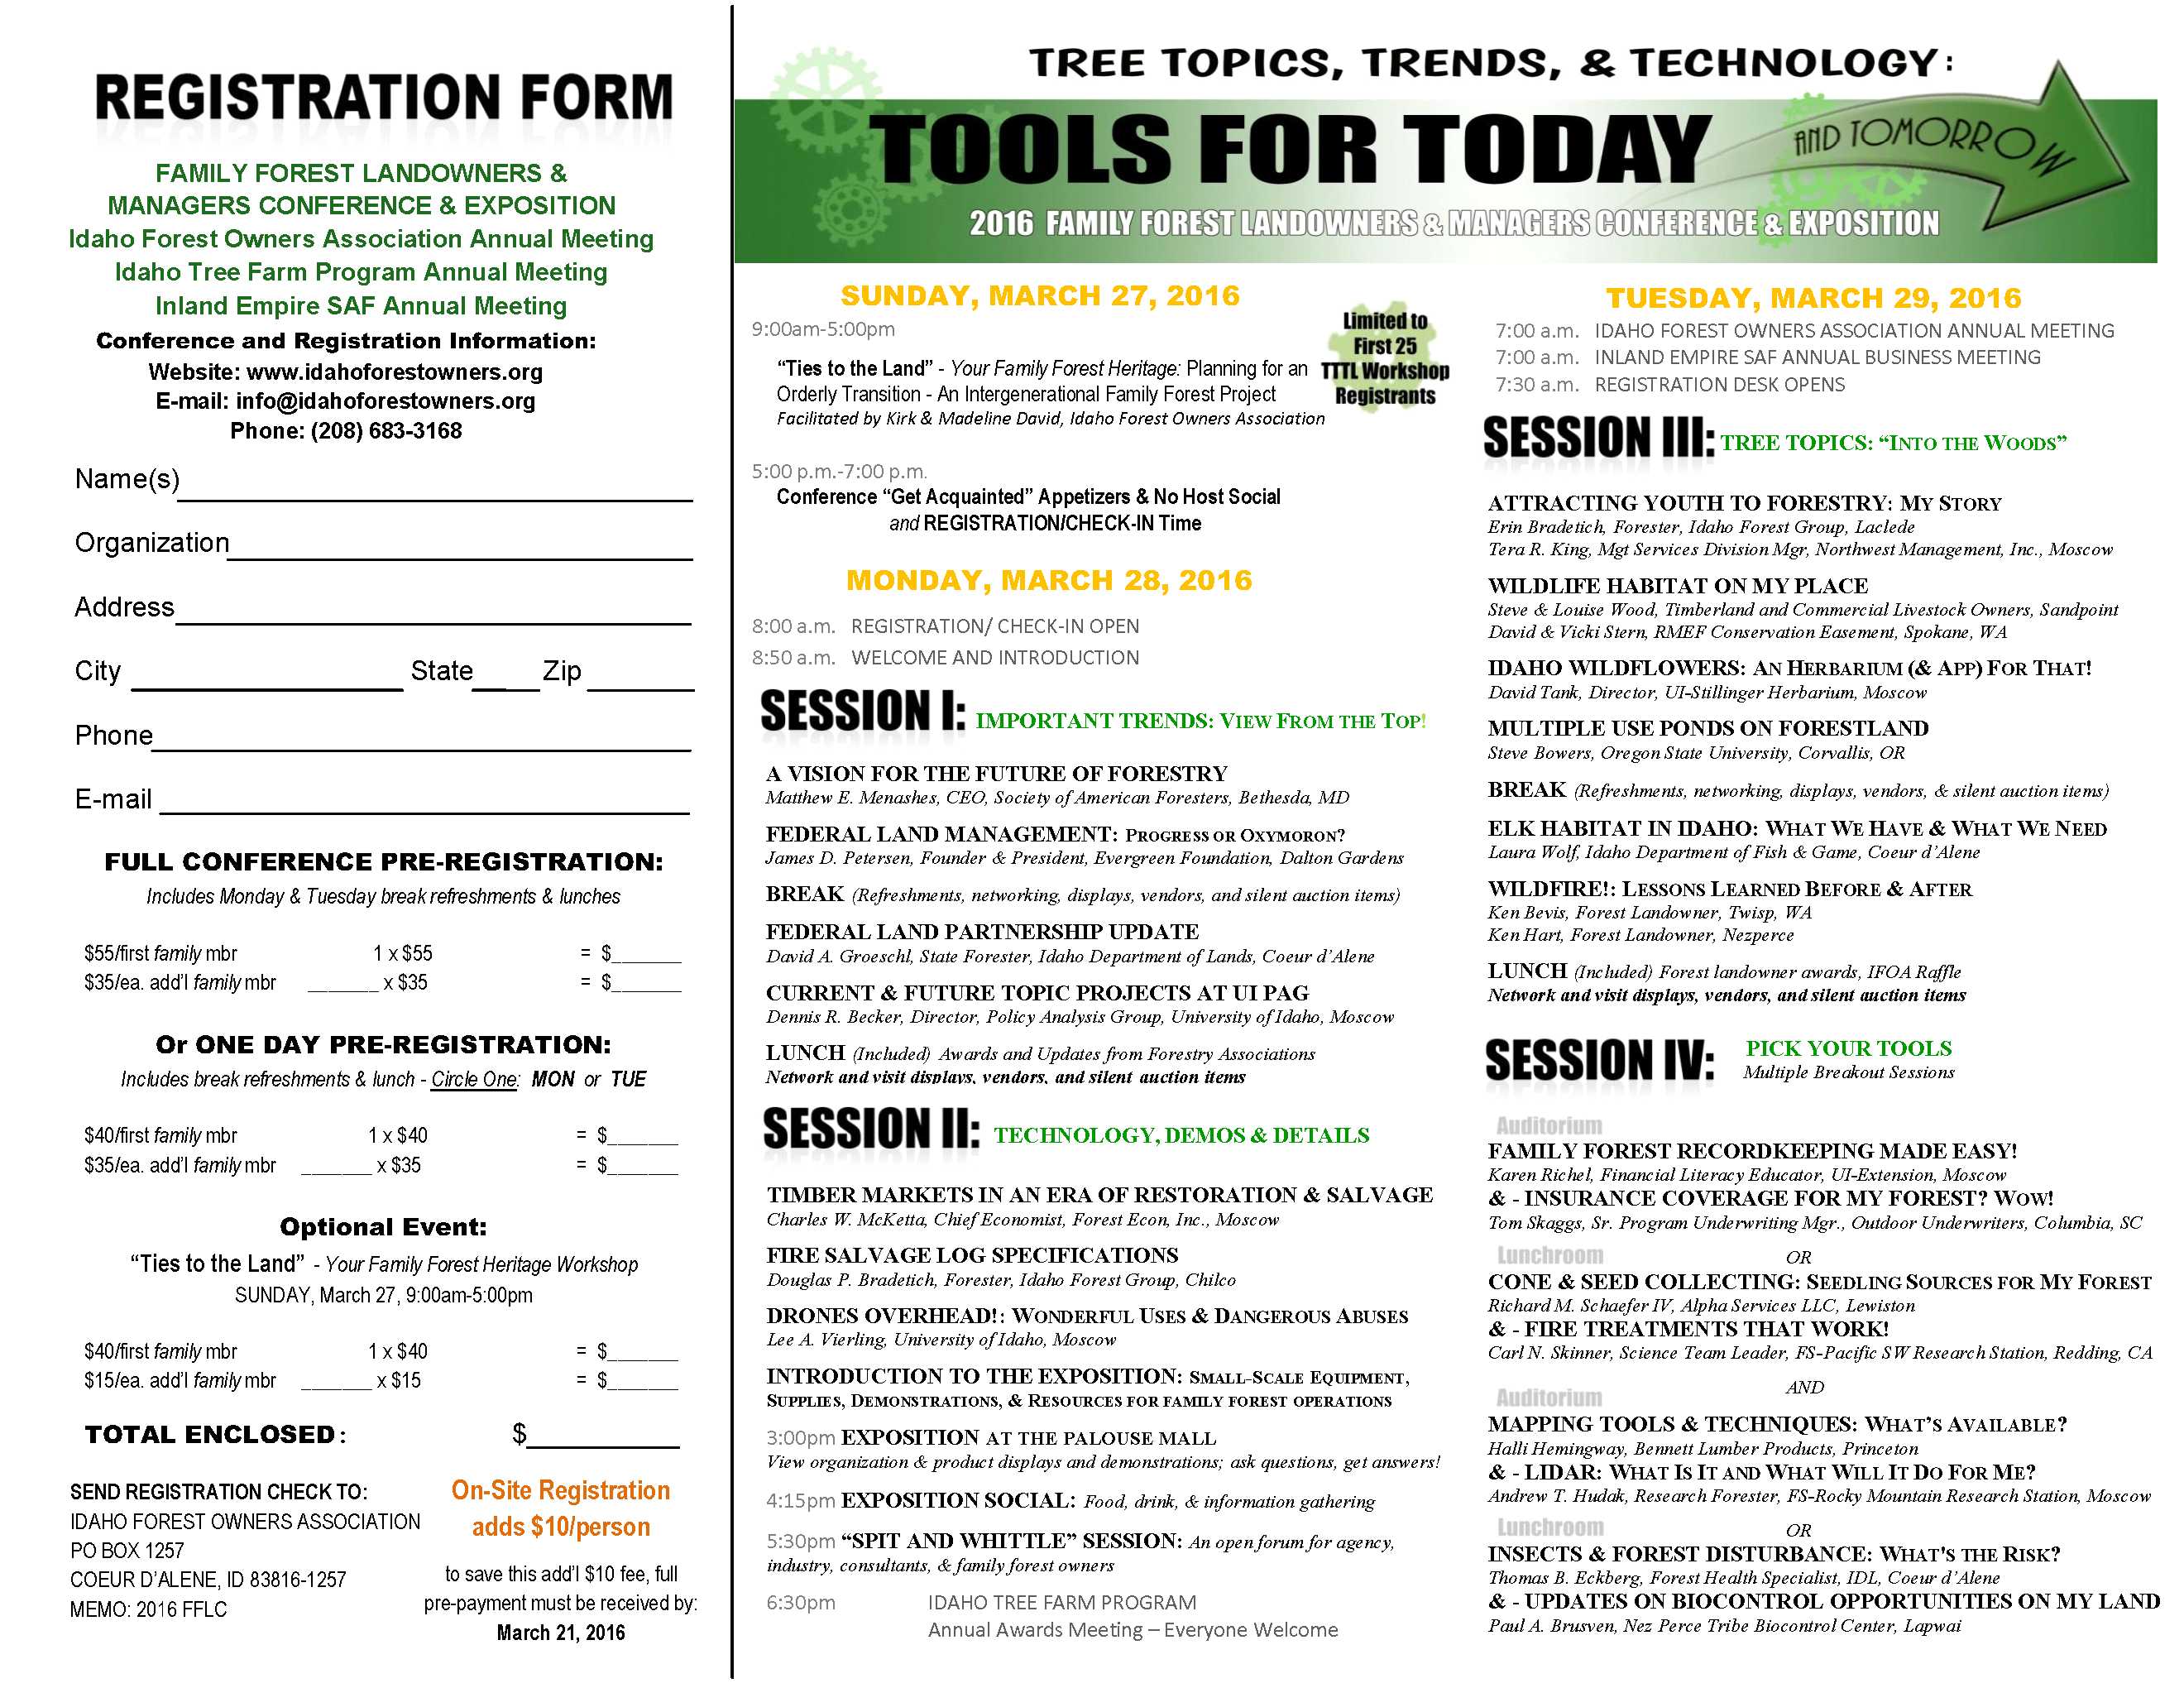 REGISTRATION FORM
FAMILY FOREST LANDOWNERS &
MANAGERS CONFERENCE & EXPOSITION
Idaho Forest Owners Association Annual Meeting
Idaho Tree Farm Program Annual Meeting
Inland Empire SAF Annual Meeting
Conference and Registration Information:
Website: www.idahoforestowners.org
E-mail: info@idahoforestowners.org
Phone: (208) 683-3168
Name(s)
Organization
Address
City State Zip
Phone
E-mail
FULL CONFERENCE PRE-REGISTRATION:
Includes Monday & Tuesday break refreshments & lunches
$55/first family mbr 1 x $55 = $_______
$35/ea. add'l family mbr _______ x $35 = $_______
Or ONE DAY PRE-REGISTRATION:
Includes break refreshments & lunch - Circle One: MON or TUE
$40/first family mbr 1 x $40 = $_______
$35/ea. add'l family mbr _______ x $35 = $_______
Optional Event:
“Ties to the Land” - Your Family Forest Heritage Workshop
SUNDAY, March 27, 9:00am-5:00pm
$40/first family mbr 1 x $40 = $_______
$15/ea. add'l family mbr _______ x $15 = $_______
TOTAL ENCLOSED: $
SEND REGISTRATION CHECK TO:
IDAHO FOREST OWNERS ASSOCIATION
PO BOX 1257
COEUR D'ALENE, ID 83816-1257
MEMO: 2016 FFLC
On-Site Registration
adds $10/person
to save this add'l $10 fee, full
pre-payment must be received by:
March 21, 2016
TREE TOPICS, TRENDS, & TECHNOLOGY:
TOOLS FOR TODAY
AND TOMORROW
2016 FAMILY FOREST LANDOWNERS & MANAGERS CONFERENCE & EXPOSITION
SUNDAY, MARCH 27, 2016
9:00am-5:00pm
“Ties to the Land” - Your Family Forest Heritage: Planning for an
Orderly Transition - An Intergenerational Family Forest Project
Facilitated by Kirk & Madeline David, Idaho Forest Owners Association
Limited to
First 25
TTTL Workshop
Registrants
5:00 p.m.-7:00 p.m.
Conference “Get Acquainted” Appetizers & No Host Social
and REGISTRATION/CHECK-IN Time
MONDAY, MARCH 28, 2016
8:00 a.m. REGISTRATION/ CHECK-IN OPEN
8:50 a.m. WELCOME AND INTRODUCTION
SESSION I: IMPORTANT TRENDS: VIEW FROM THE TOP!
A VISION FOR THE FUTURE OF FORESTRY
Matthew E. Menashes, CEO, Society of American Foresters, Bethesda, MD
FEDERAL LAND MANAGEMENT: PROGRESS OR OXYMORON?
James D. Petersen, Founder & President, Evergreen Foundation, Dalton Gardens
BREAK (Refreshments, networking, displays, vendors, and silent auction items)
FEDERAL LAND PARTNERSHIP UPDATE
David A. Groeschl, State Forester, Idaho Department of Lands, Coeur d'Alene
CURRENT & FUTURE TOPIC PROJECTS AT UI PAG
Dennis R. Becker, Director, Policy Analysis Group, University of Idaho, Moscow
LUNCH (Included) Awards and Updates from Forestry Associations
Network and visit displays, vendors, and silent auction items
SESSION II: TECHNOLOGY, DEMOS & DETAILS
TIMBER MARKETS IN AN ERA OF RESTORATION & SALVAGE
Charles W. McKetta, Chief Economist, Forest Econ, Inc., Moscow
FIRE SALVAGE LOG SPECIFICATIONS
Douglas P. Bradetich, Forester, Idaho Forest Group, Chilco
DRONES OVERHEAD!: WONDERFUL USES & DANGEROUS ABUSES
Lee A. Vierling, University of Idaho, Moscow
INTRODUCTION TO THE EXPOSITION: SMALL-SCALE EQUIPMENT,
SUPPLIES, DEMONSTRATIONS, & RESOURCES FOR FAMILY FOREST OPERATIONS
3:00pm EXPOSITION AT THE PALOUSE MALL
View organization & product displays and demonstrations; ask questions, get answers!
4:15pm EXPOSITION SOCIAL: Food, drink, & information gathering
5:30pm “SPIT AND WHITTLE” SESSION: An open forum for agency,
industry, consultants, & family forest owners
6:30pm IDAHO TREE FARM PROGRAM
Annual Awards Meeting – Everyone Welcome
TUESDAY, MARCH 29, 2016
7:00 a.m. IDAHO FOREST OWNERS ASSOCIATION ANNUAL MEETING
7:00 a.m. INLAND EMPIRE SAF ANNUAL BUSINESS MEETING
7:30 a.m. REGISTRATION DESK OPENS
SESSION III: TREE TOPICS: “INTO THE WOODS”
ATTRACTING YOUTH TO FORESTRY: MY STORY
Erin Bradetich, Forester, Idaho Forest Group, Laclede
Tera R. King, Mgt Services Division Mgr, Northwest Management, Inc., Moscow
WILDLIFE HABITAT ON MY PLACE
Steve & Louise Wood, Timberland and Commercial Livestock Owners, Sandpoint
David & Vicki Stern, RMEF Conservation Easement, Spokane, WA
IDAHO WILDFLOWERS: AN HERBARIUM (& APP) FOR THAT!
David Tank, Director, UI-Stillinger Herbarium, Moscow
MULTIPLE USE PONDS ON FORESTLAND
Steve Bowers, Oregon State University, Corvallis, OR
BREAK (Refreshments, networking, displays, vendors, & silent auction items)
ELK HABITAT IN IDAHO: WHAT WE HAVE & WHAT WE NEED
Laura Wolf, Idaho Department of Fish & Game, Coeur d'Alene
WILDFIRE!: LESSONS LEARNED BEFORE & AFTER
Ken Bevis, Forest Landowner, Twisp, WA
Ken Hart, Forest Landowner, Nezperce
LUNCH (Included) Forest landowner awards, IFOA Raffle
Network and visit displays, vendors, and silent auction items
SESSION IV: PICK YOUR TOOLS
Multiple Breakout Sessions
Auditorium
FAMILY FOREST RECORDKEEPING MADE EASY!
Karen Richel, Financial Literacy Educator, UI-Extension, Moscow
& - INSURANCE COVERAGE FOR MY FOREST? WOW!
Tom Skaggs, Sr. Program Underwriting Mgr., Outdoor Underwriters, Columbia, SC
Lunchroom OR
CONE & SEED COLLECTING: SEEDLING SOURCES FOR MY FOREST
Richard M. Schaefer IV, Alpha Services LLC, Lewiston
& - FIRE TREATMENTS THAT WORK!
Carl N. Skinner, Science Team Leader, FS-Pacific SW Research Station, Redding, CA
Auditorium AND
MAPPING TOOLS & TECHNIQUES: WHAT'S AVAILABLE?
Halli Hemingway, Bennett Lumber Products, Princeton
& - LIDAR: WHAT IS IT AND WHAT WILL IT DO FOR ME?
Andrew T. Hudak, Research Forester, FS-Rocky Mountain Research Station, Moscow
Lunchroom OR
INSECTS & FOREST DISTURBANCE: WHAT'S THE RISK?
Thomas B. Eckberg, Forest Health Specialist, IDL, Coeur d'Alene
& - UPDATES ON BIOCONTROL OPPORTUNITIES ON MY LAND
Paul A. Brusven, Nez Perce Tribe Biocontrol Center, Lapwai